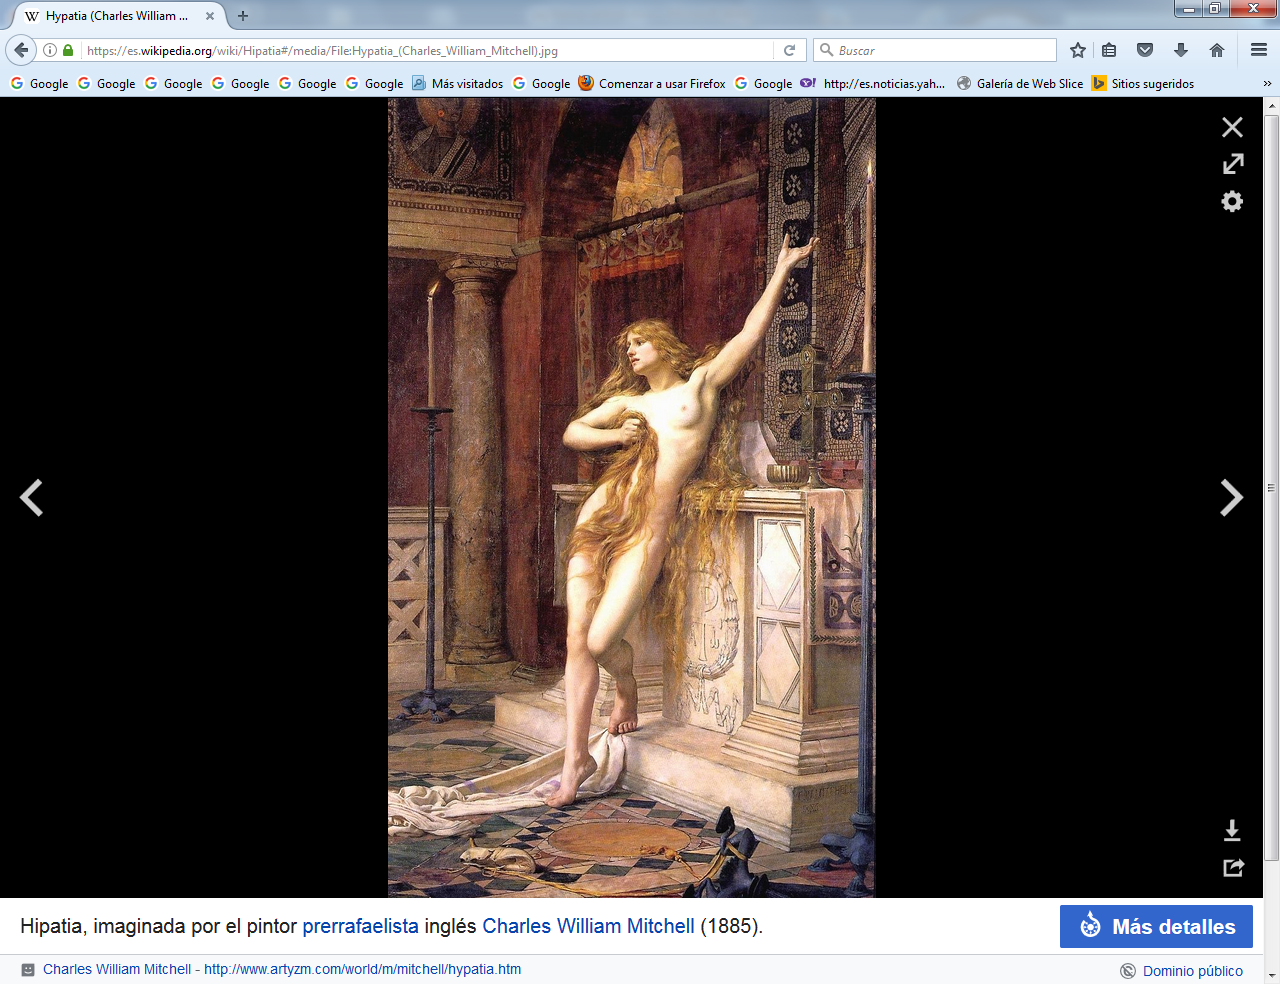 Hypatia (Charles William ...
https://es.wikipedia.org/wiki/Hipatia#/media/File:Hypatia_(Charles_William_Mitchell).jpg
Buscar
Google Google Google Google Google Google Más visitados Google Comenzar a usar Firefox Google http://es.noticias.yah... Galería de Web Slice Sitios sugeridos
Hipatia, imaginada por el pintor prerrafaelista inglés Charles William Mitchell (1885).
Más detalles
Charles William Mitchell - http://www.artyzm.com/world/m/mitchell/hypatia.htm
Dominio público